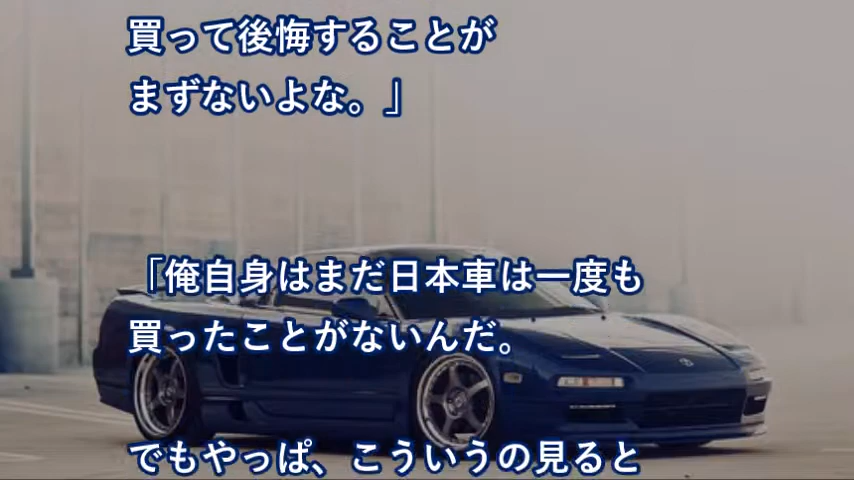 買って後悔することが
まずないよな。」
「俺自身はまだ日本車は一度も
買ったことがないんだ。
でもやっぱ、こういうの見ると